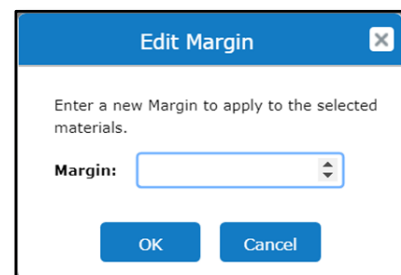 Edit Margin
Enter a new Margin to apply to the selected
materials.
Margin:
OK
Cancel